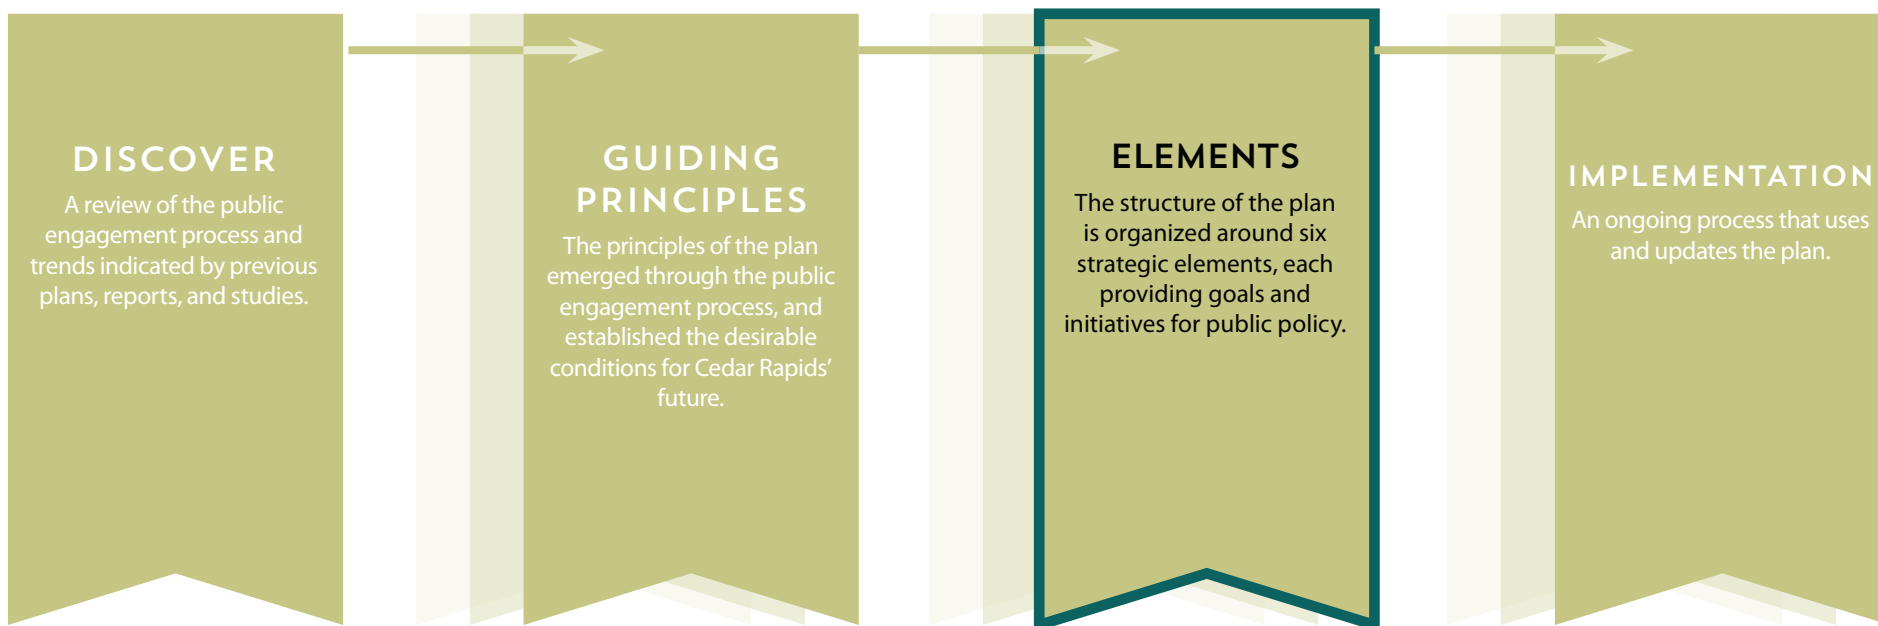 DISCOVER
A review of the public
engagement process and
trends indicated by previous
plans, reports, and studies.
GUIDING
PRINCIPLES
The principles of the plan
emerged through the public
engagement process, and
established the desirable
conditions for Cedar Rapids’
future.
ELEMENTS
The structure of the plan
is organized around six
strategic elements, each
providing goals and
initiatives for public policy.
IMPLEMENTATION
An ongoing process that uses
and updates the plan.